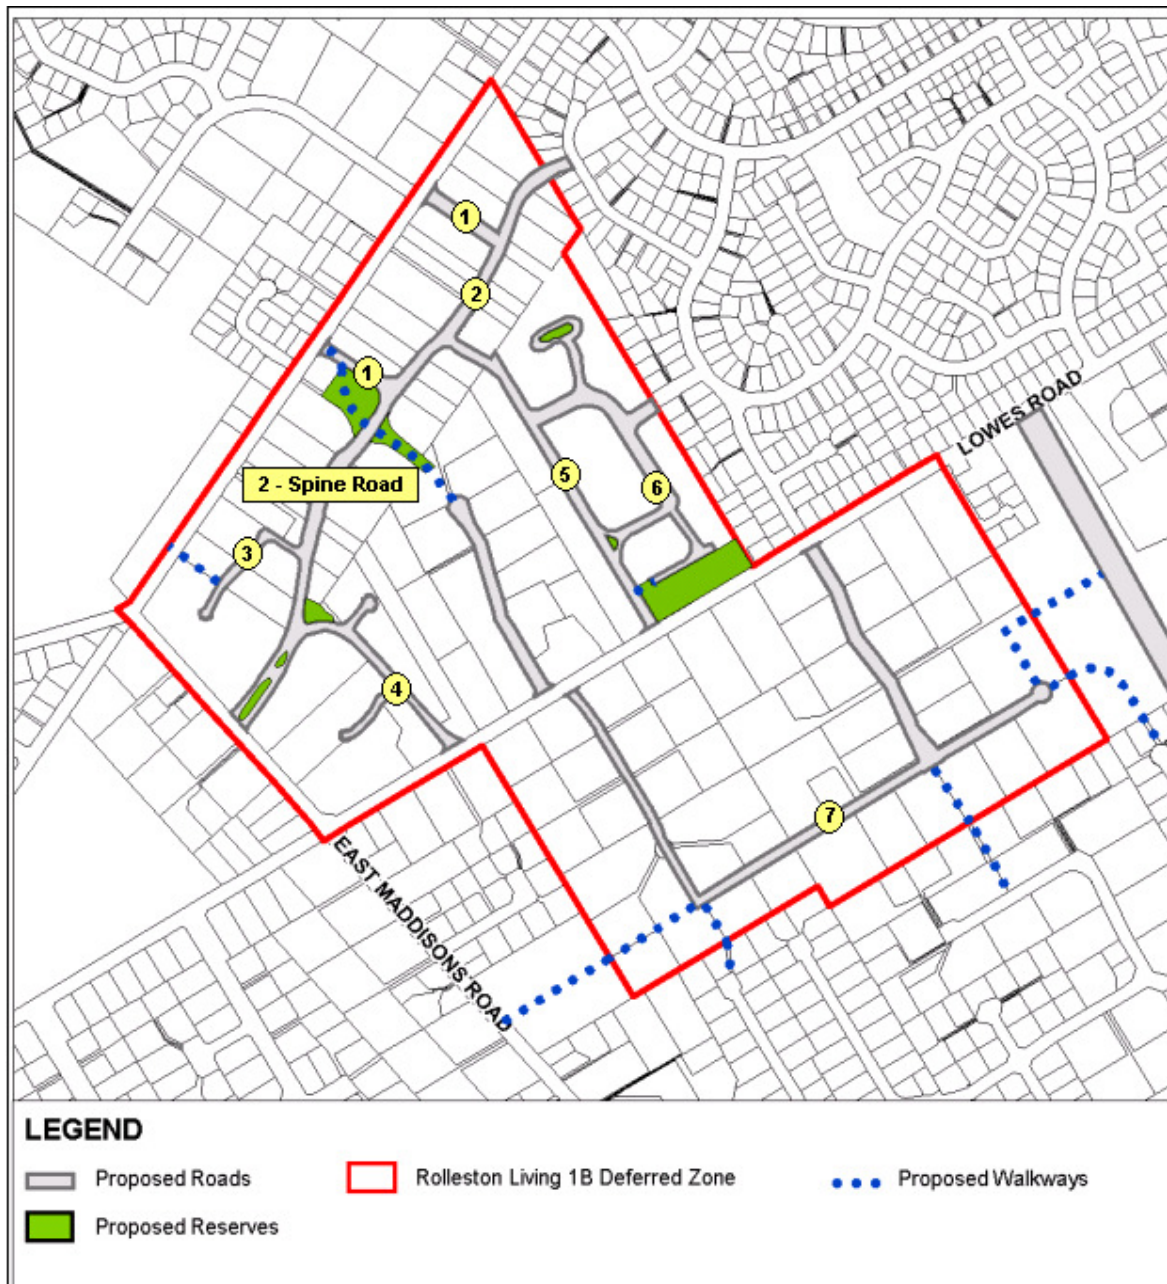 1
2
LOWES ROAD
1
5
6
2 - Spine Road
3
4
7
EAST MADDISONS ROAD
LEGEND
Proposed Roads
Rolleston Living 1B Deferred Zone
Proposed Walkways
Proposed Reserves